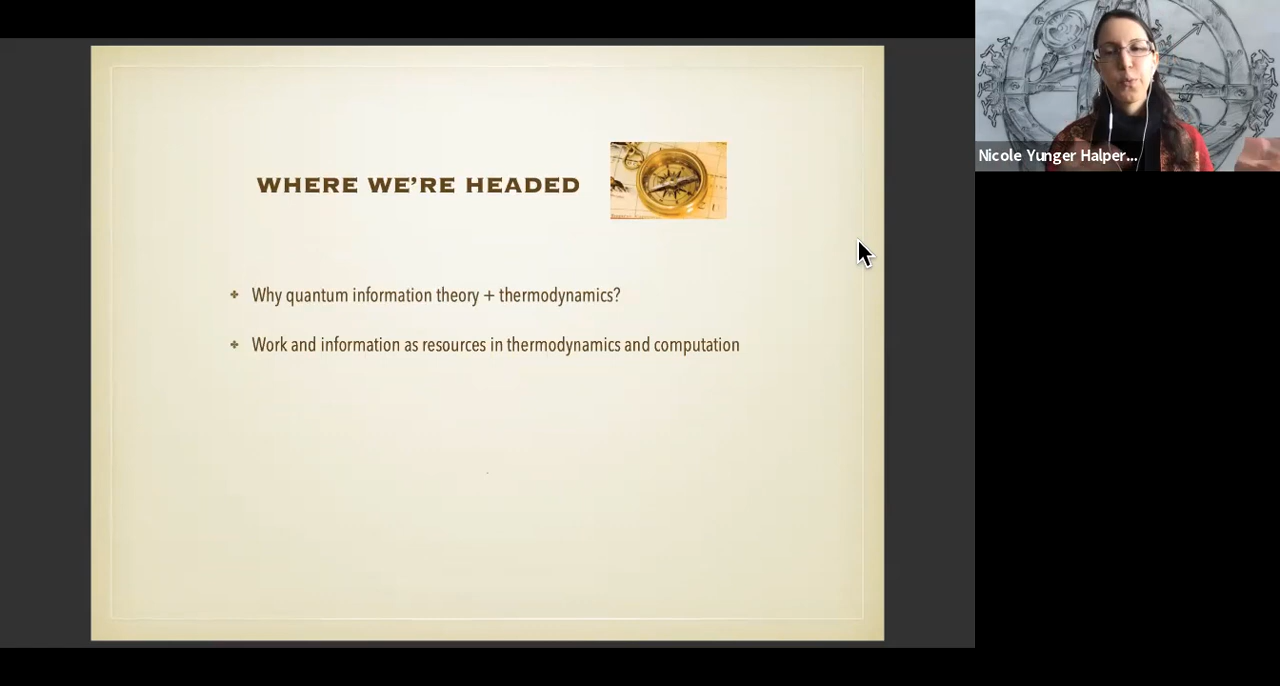 WHERE WE'RE HEADED
Why quantum information theory + thermodynamics?
Work and information as resources in thermodynamics and computation
Nicole Yunger Halper...